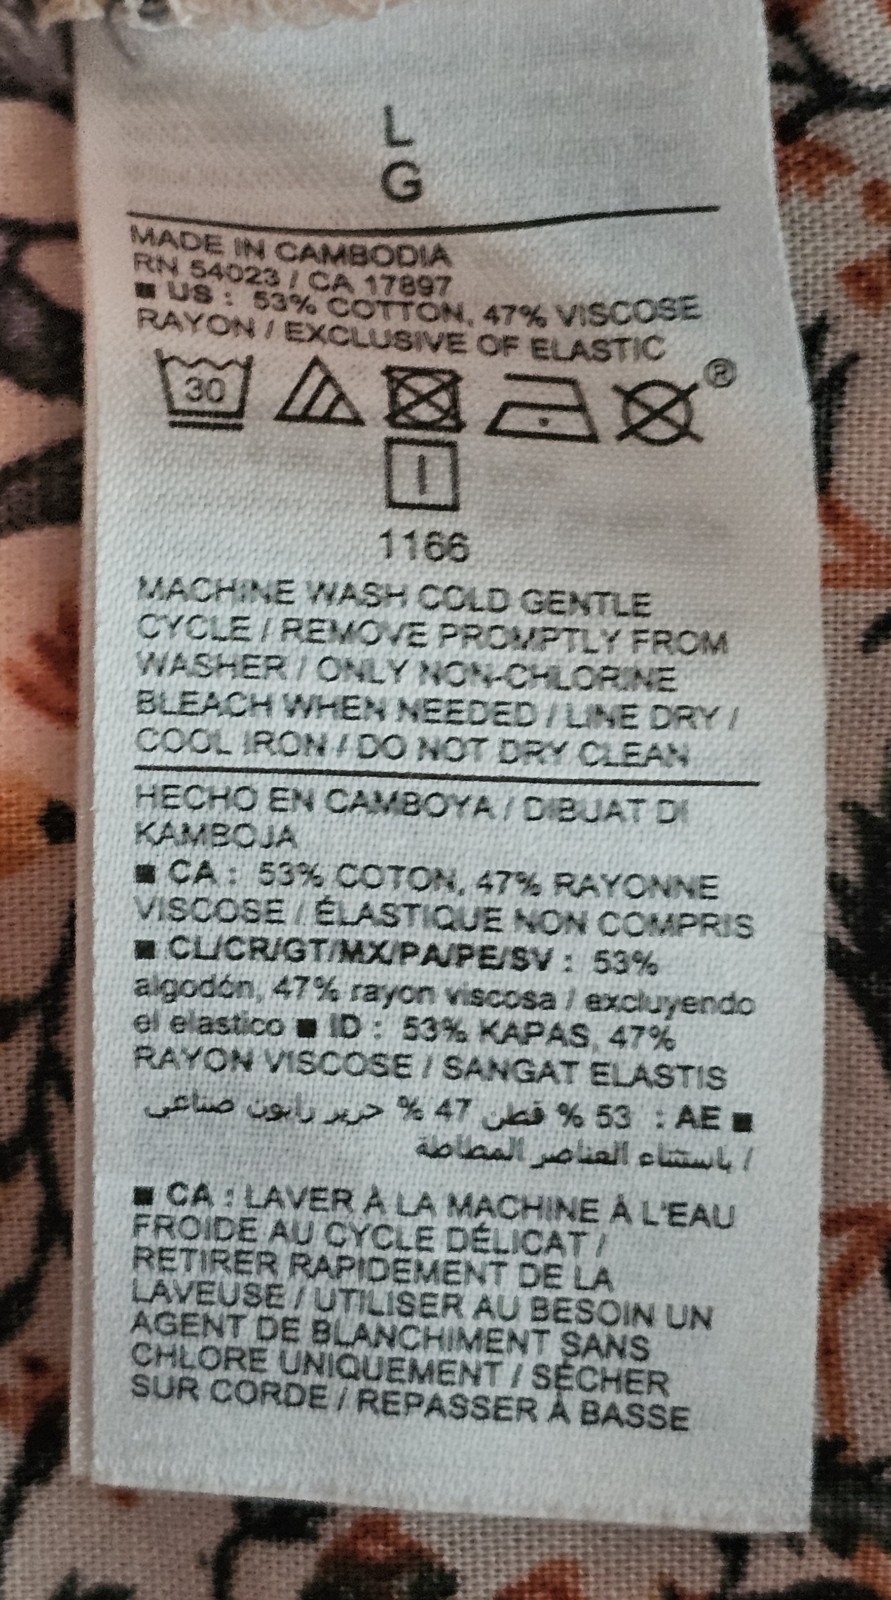 L
G
MADE IN CAMBODIA
RN 54023 / CA 17897
■ US : 53% COTTON, 47% VISCOSE
RAYON / EXCLUSIVE OF ELASTIC
30
®
1166
MACHINE WASH COLD GENTLE
CYCLE / REMOVE PROMPTLY FROM
WASHER / ONLY NON-CHLORINE
BLEACH WHEN NEEDED / LINE DRY /
COOL IRON / DO NOT DRY CLEAN
HECHO EN CAMBOYA / DIBUAT DI
KAMBOJA
■ CA : 53% COTON, 47% RAYONNE
VISCOSE / ÉLASTIQUE NON COMPRIS
■ CL/CR/GT/MX/PA/PE/SV : 53%
algodón, 47% rayon viscosa / excluyendo
el elastico ■ ID : 53% KAPAS, 47%
RAYON VISCOSE / SANGAT ELASTIS
■ AE : 53 % قطن 47 % حرير رايون صناعى
/ باستثناء العناصر المطاطة
■ CA : LAVER À LA MACHINE À L'EAU
FROIDE AU CYCLE DÉLICAT /
RETIRER RAPIDEMENT DE LA
LAVEUSE / UTILISER AU BESOIN UN
AGENT DE BLANCHIMENT SANS
CHLORE UNIQUEMENT / SÉCHER
SUR CORDE / REPASSER À BASSE